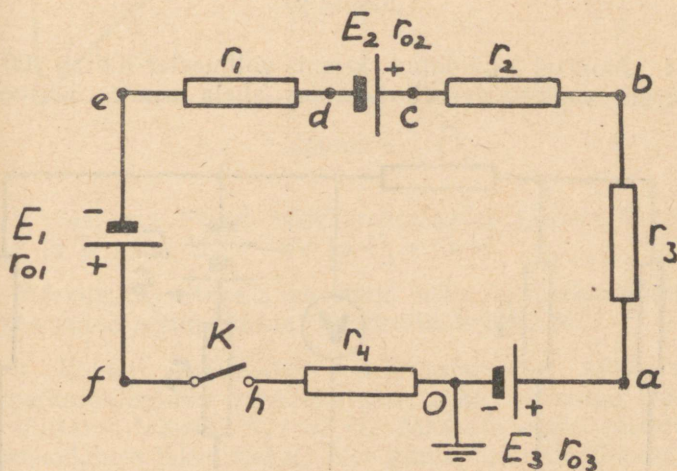 E₂ r₀₂
r₁ - + r₂
e d c b
E₁ -
r₀₁ +
r₃
K r₄
f h O - + a
E₃ r₀₃